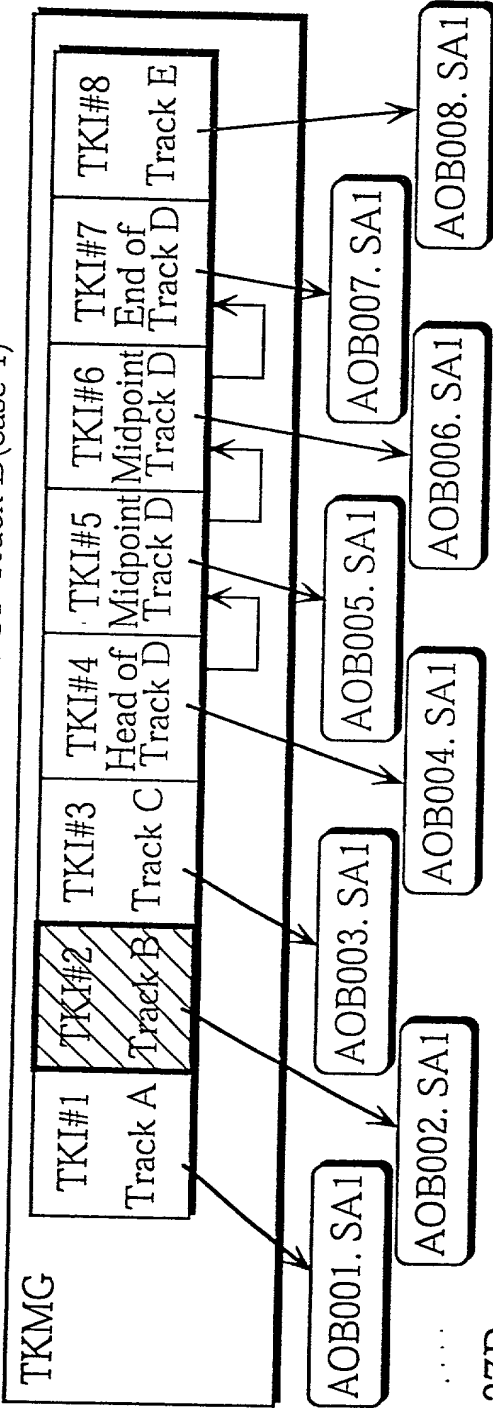 TKMG
TKI#1
Track A
TKI#2
Track B
TKI#3
Track C
TKI#4
Head of
Track D
TKI#5
Midpoint
Track D
TKI#6
Midpoint
Track D
TKI#7
End of
Track D
TKI#8
Track E
AOB001. SA1
AOB002. SA1
AOB003. SA1
AOB004. SA1
AOB005. SA1
AOB006. SA1
AOB007. SA1
AOB008. SA1